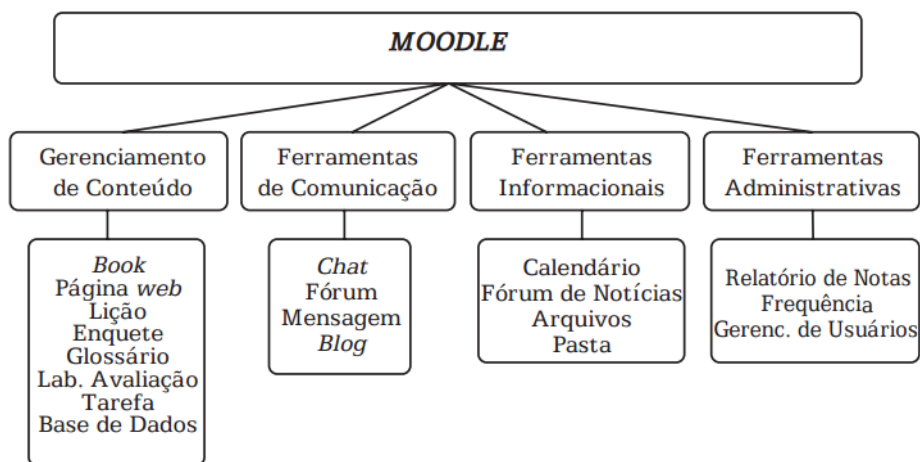 MOODLE
Gerenciamento
de Conteúdo
Ferramentas
de Comunicação
Ferramentas
Informacionais
Ferramentas
Administrativas
Book
Página web
Lição
Enquete
Glossário
Lab. Avaliação
Tarefa
Base de Dados
Chat
Fórum
Mensagem
Blog
Calendário
Fórum de Notícias
Arquivos
Pasta
Relatório de Notas
Frequência
Gerenc. de Usuários